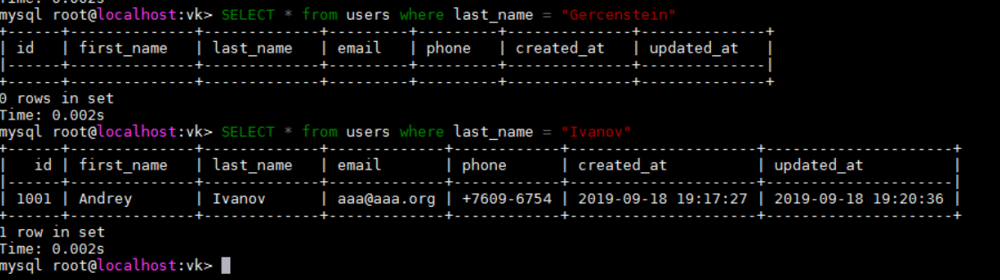 Time: 0.002s
mysql root@localhost:vk> SELECT * from users where last_name = "Gercenstein"
+------+--------------+-------------+---------+---------+--------------+--------------+
| id   | first_name   | last_name   | email   | phone   | created_at   | updated_at   |
|------+--------------+-------------+---------+---------+--------------+--------------|
+------+--------------+-------------+---------+---------+--------------+--------------+
0 rows in set
Time: 0.002s
mysql root@localhost:vk> SELECT * from users where last_name = "Ivanov"
+------+--------------+-------------+-------------+------------+---------------------+---------------------+
|   id | first_name   | last_name   | email       | phone      | created_at          | updated_at          |
|------+--------------+-------------+-------------+------------+---------------------+---------------------|
| 1001 | Andrey       | Ivanov      | aaa@aaa.org | +7609-6754 | 2019-09-18 19:17:27 | 2019-09-18 19:20:36 |
+------+--------------+-------------+-------------+------------+---------------------+---------------------+
1 row in set
Time: 0.002s
mysql root@localhost:vk>